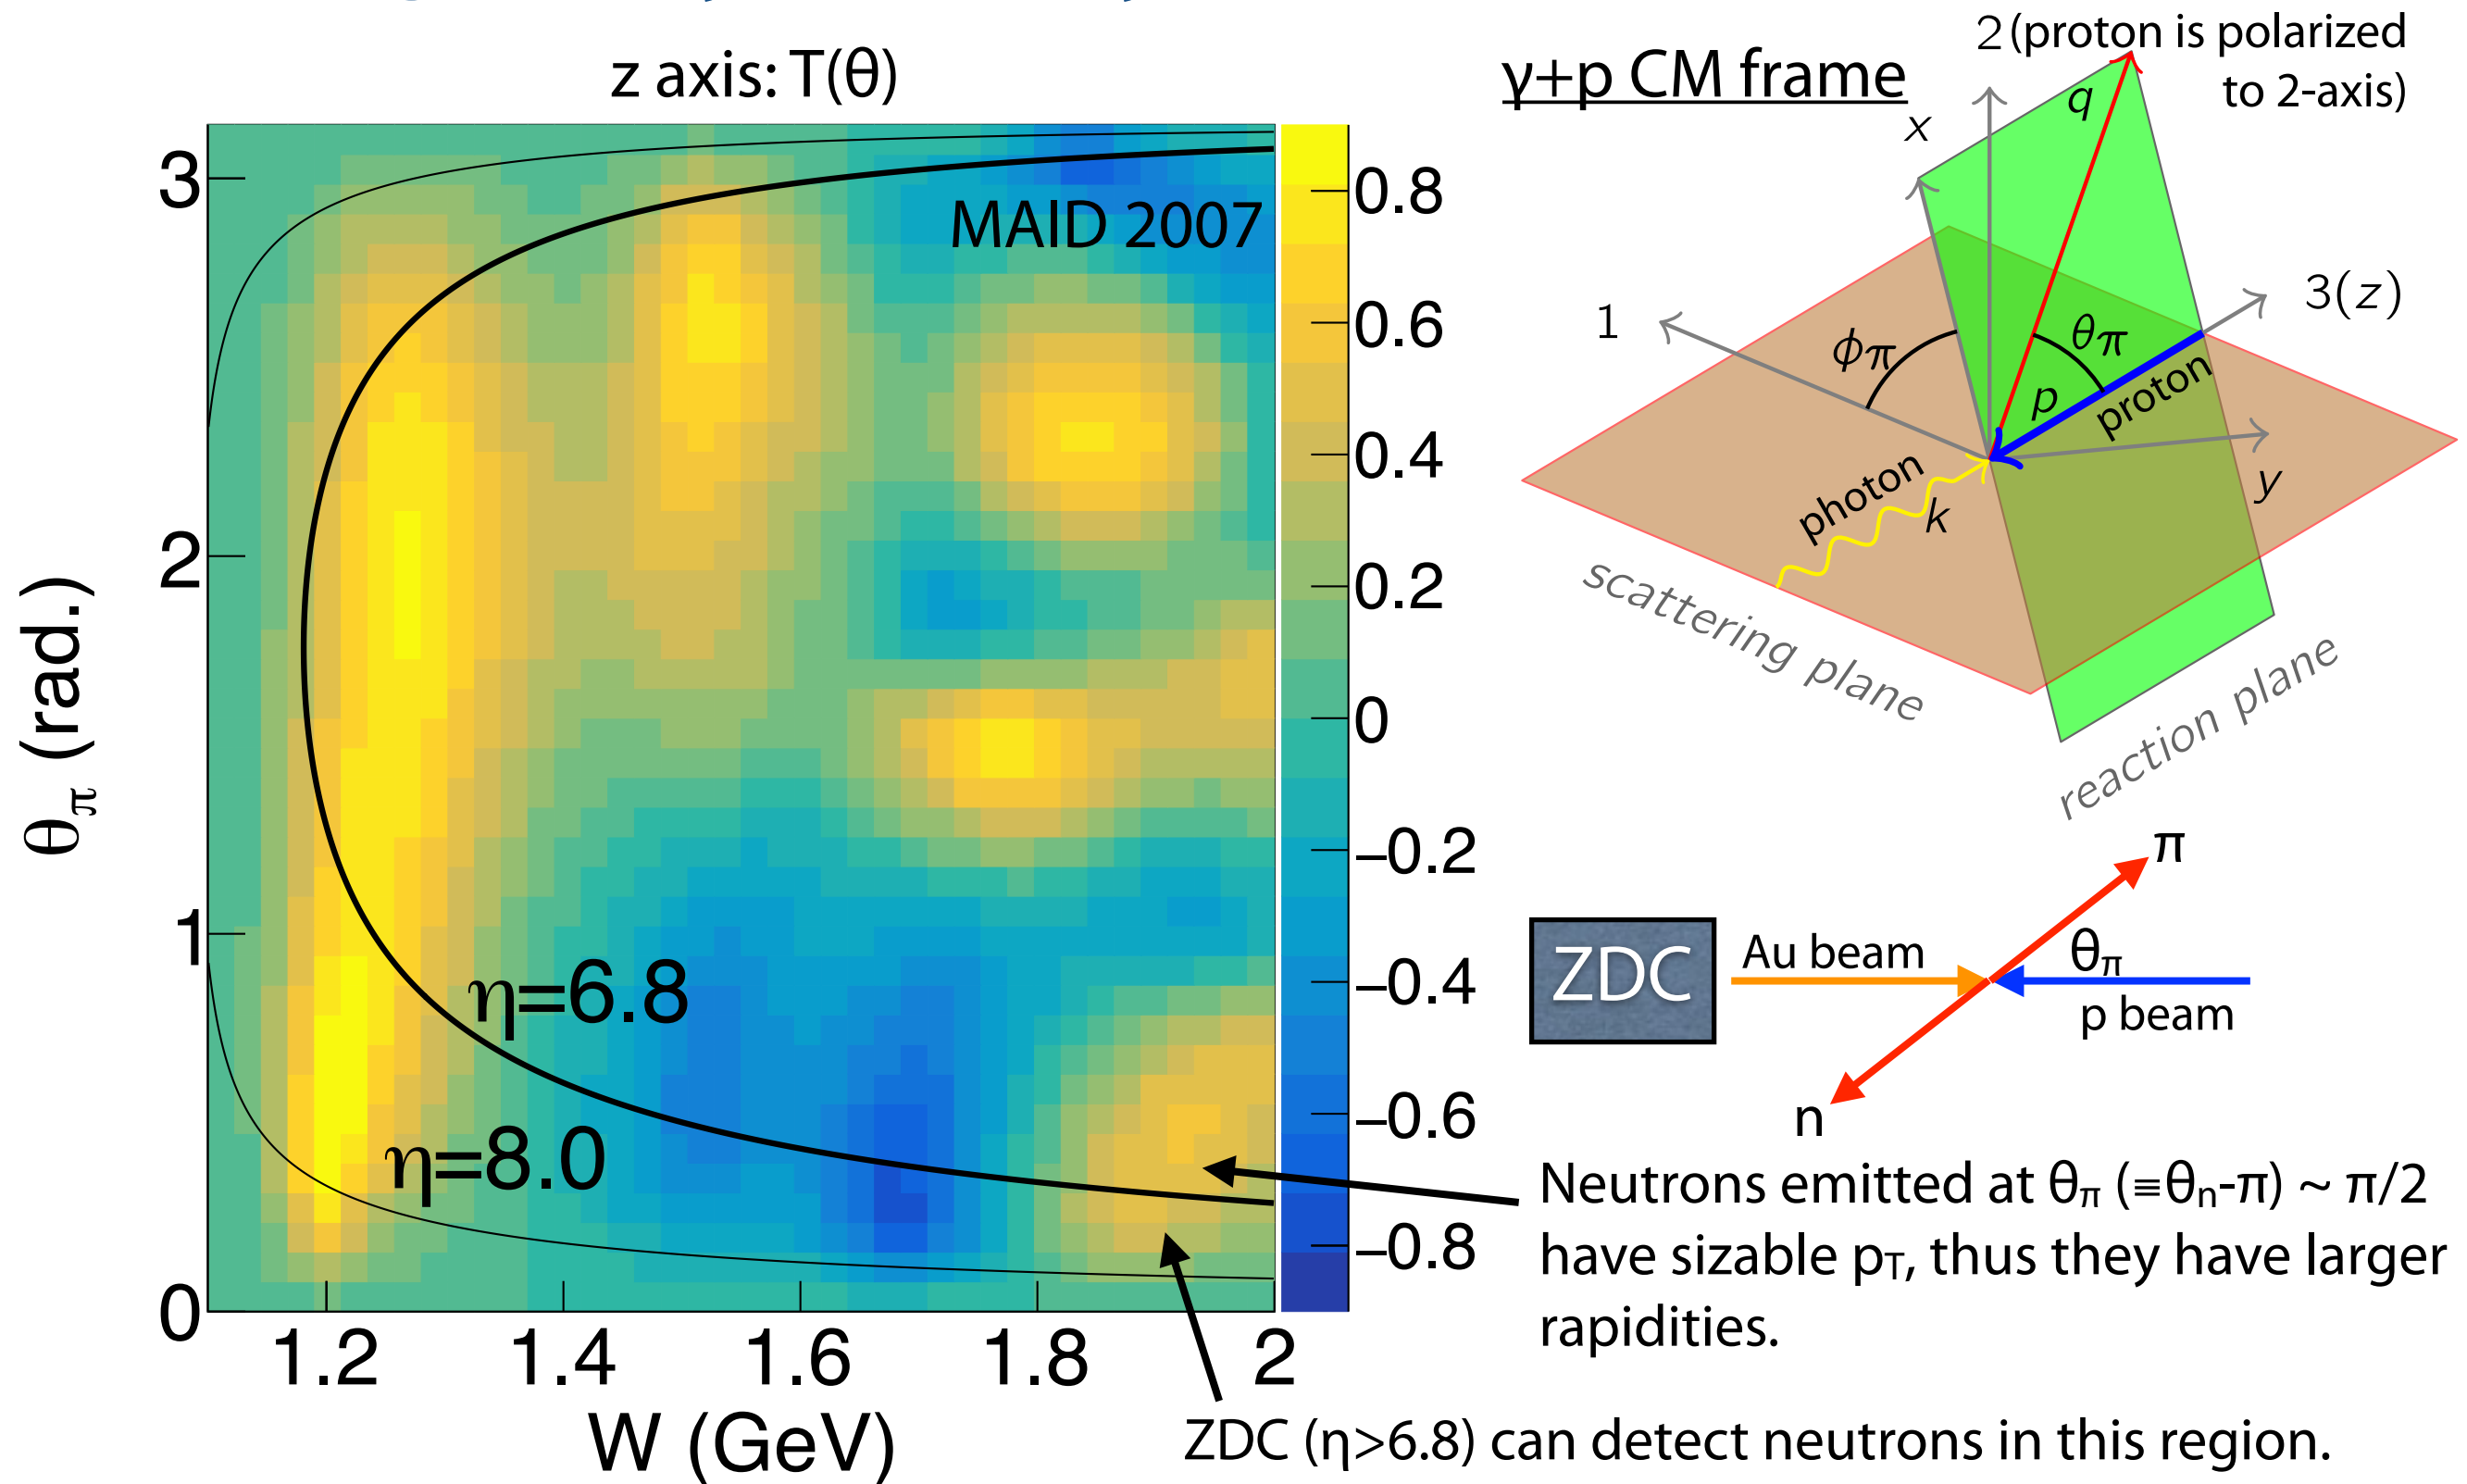 z axis: T(θ)
MAID 2007
η=6.8
η=8.0
3
2
1
0
θπ (rad.)
1.2
1.4
1.6
1.8
2
W (GeV)
0.8
0.6
0.4
0.2
0
−0.2
−0.4
−0.6
−0.8
γ+p CM frame
2 (proton is polarized
to 2-axis)
x
q
1
3(z)
ϕπ
θπ
p
proton
photon
k
y
scattering plane
reaction plane
π
ZDC
Au beam
θπ
p beam
n
Neutrons emitted at θπ (≡θn-π) ~ π/2
have sizable pT, thus they have larger
rapidities.
ZDC (η>6.8) can detect neutrons in this region.